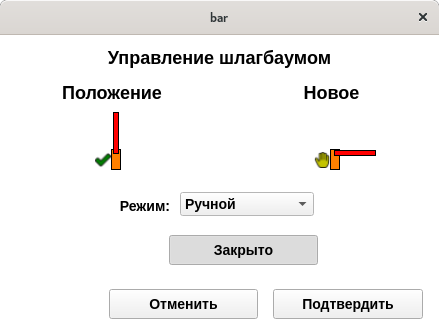 bar
Управление шлагбаумом
Положение Новое
Режим: Ручной
Закрыто
Отменить Подтвердить